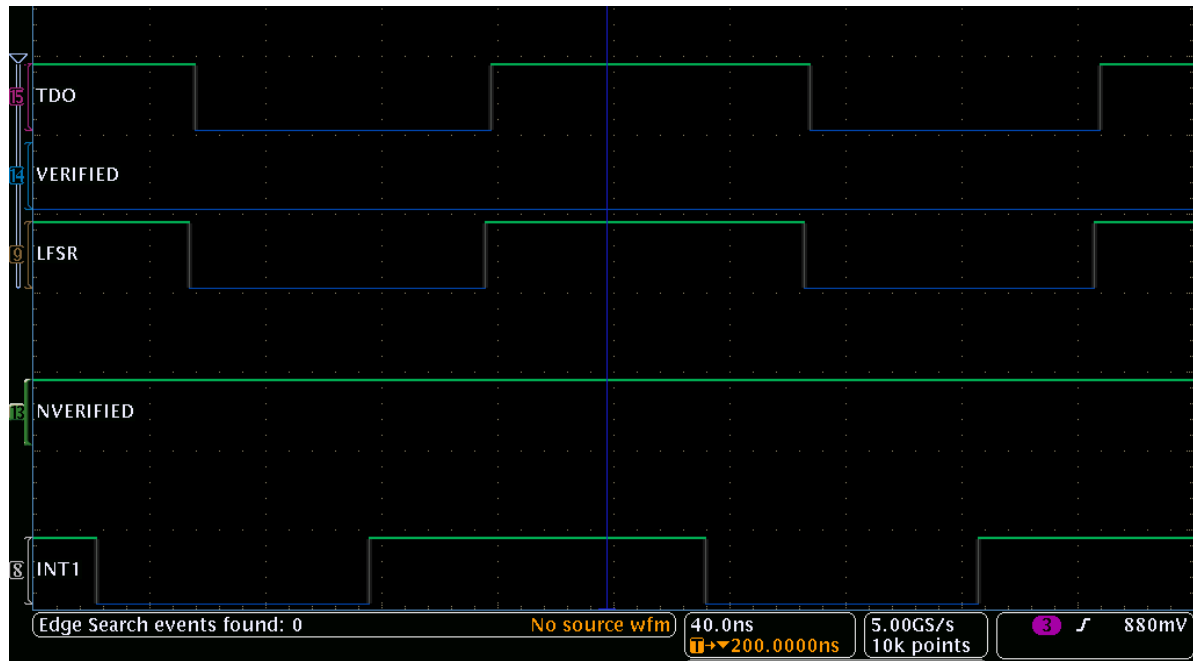 15 TDO
14 VERIFIED
9 LFSR
13 NVERIFIED
8 INT1
Edge Search events found: 0 No source wfm
40.0ns
T→▼200.0000ns
5.00GS/s
10k points
3 880mV